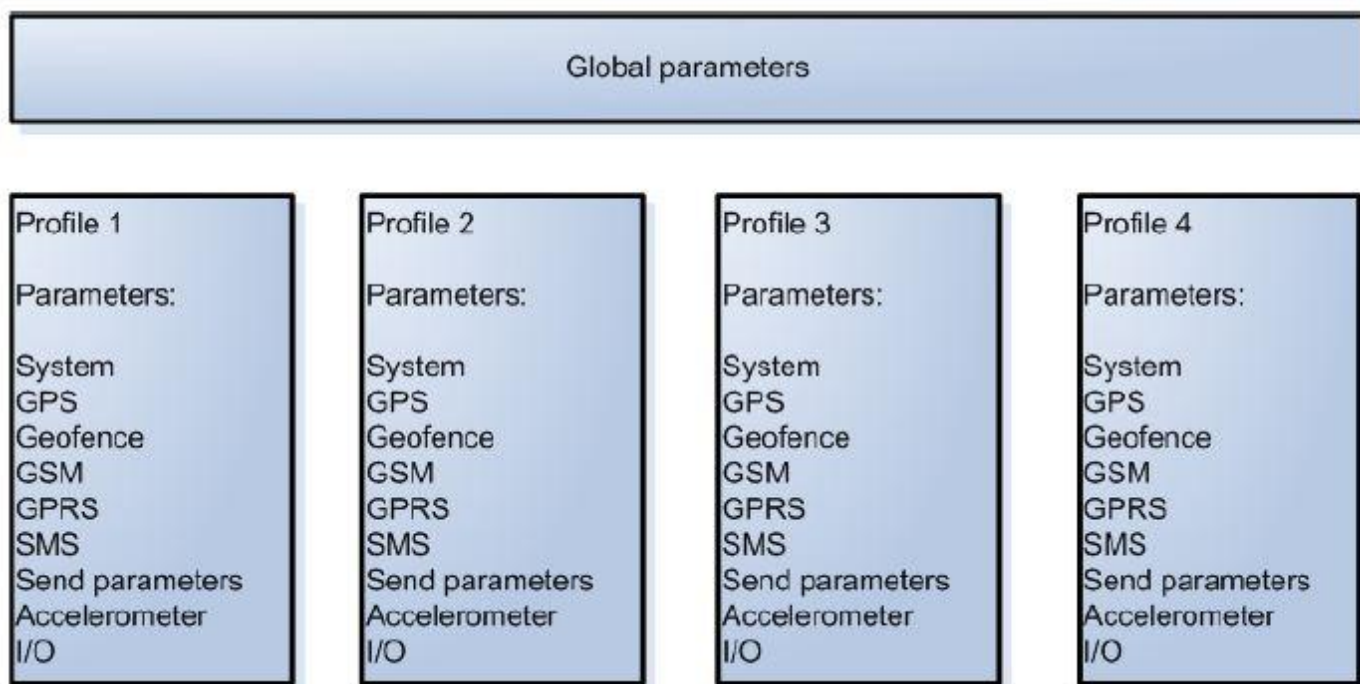 Global parameters
Profile 1
Parameters:
System
GPS
Geofence
GSM
GPRS
SMS
Send parameters
Accelerometer
I/O
Profile 2
Parameters:
System
GPS
Geofence
GSM
GPRS
SMS
Send parameters
Accelerometer
I/O
Profile 3
Parameters:
System
GPS
Geofence
GSM
GPRS
SMS
Send parameters
Accelerometer
I/O
Profile 4
Parameters:
System
GPS
Geofence
GSM
GPRS
SMS
Send parameters
Accelerometer
I/O